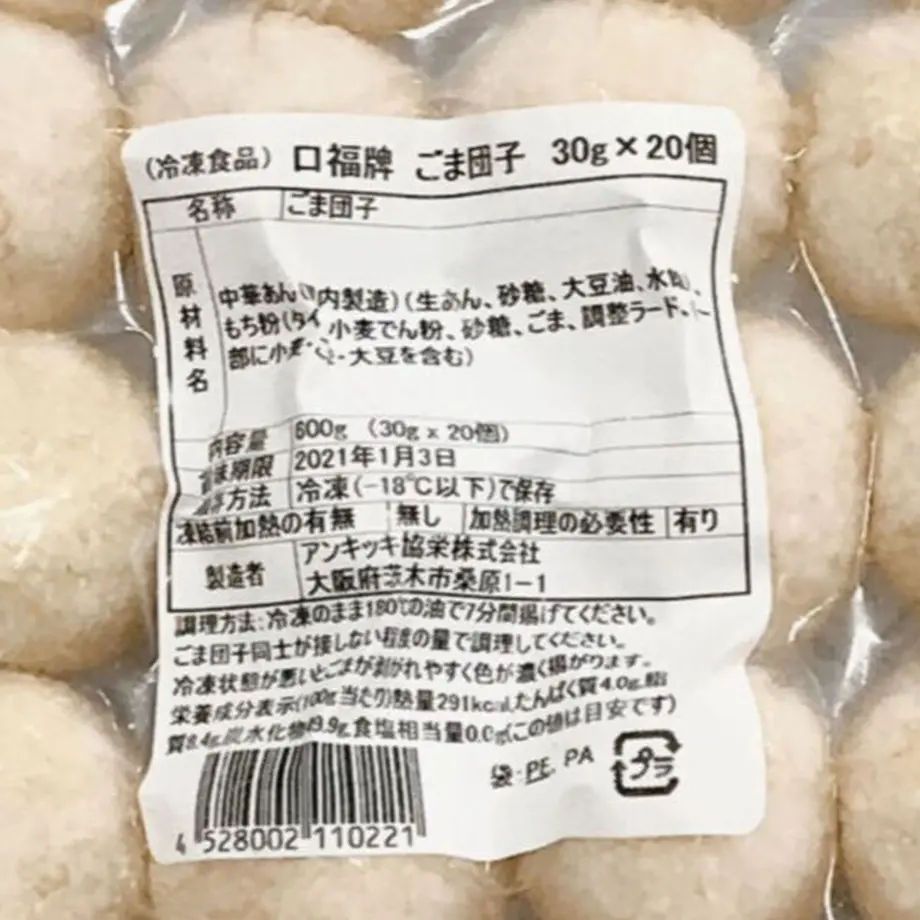 (冷凍食品) 口福牌 ごま団子 30g×20個
名称 ごま団子
原材料名
中華あん(内製造)(生あん、砂糖、大豆油、水
もち粉(タイ 小麦でん粉、砂糖、ごま、調整ラード、(一
部に小麦・ ・大豆を含む)
内容量 600g (30g x 20個)
味期限 2021年1月3日
方法 冷凍(-18℃以下)で保存
凍結前加熱の有無 無し 加熱調理の必要性 有り
製造者 アンキッキ協栄株式会社
大阪府茨木市桑原1-1
調理方法:冷凍のまま180℃の油で7分間揚げてください。
ごま団子同士が接しない程度の量で調理してください。
冷凍状態が悪いとごまが剥がれやすく色が濃く揚がります。
栄養成分表示(100g当たり)熱量291kcal,たんぱく質4.0g,脂
質8.4g,炭水化物49.9g,食塩相当量0.0g(この値は目安です)
袋:PE, PA プラ
4 528002 110221